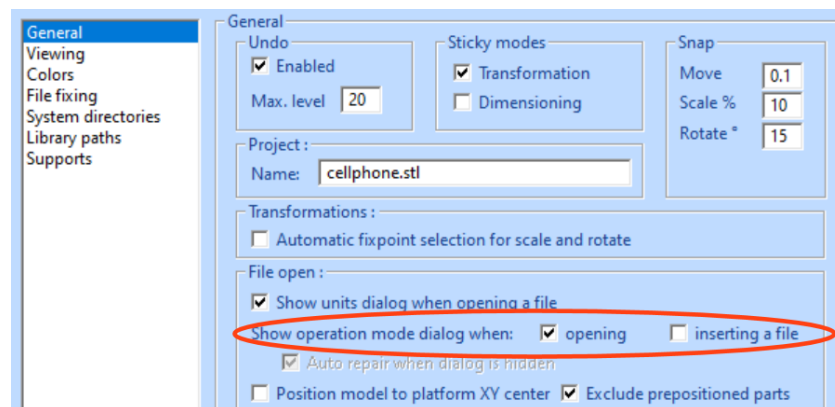 General
Viewing
Colors
File fixing
System directories
Library paths
Supports
General
Undo
Enabled
Max. level 20
Sticky modes
Transformation
Dimensioning
Snap
Move 0.1
Scale % 10
Rotate ° 15
Project :
Name: cellphone.stl
Transformations :
Automatic fixpoint selection for scale and rotate
File open :
Show units dialog when opening a file
Show operation mode dialog when: opening inserting a file
Auto repair when dialog is hidden
Position model to platform XY center Exclude prepositioned parts